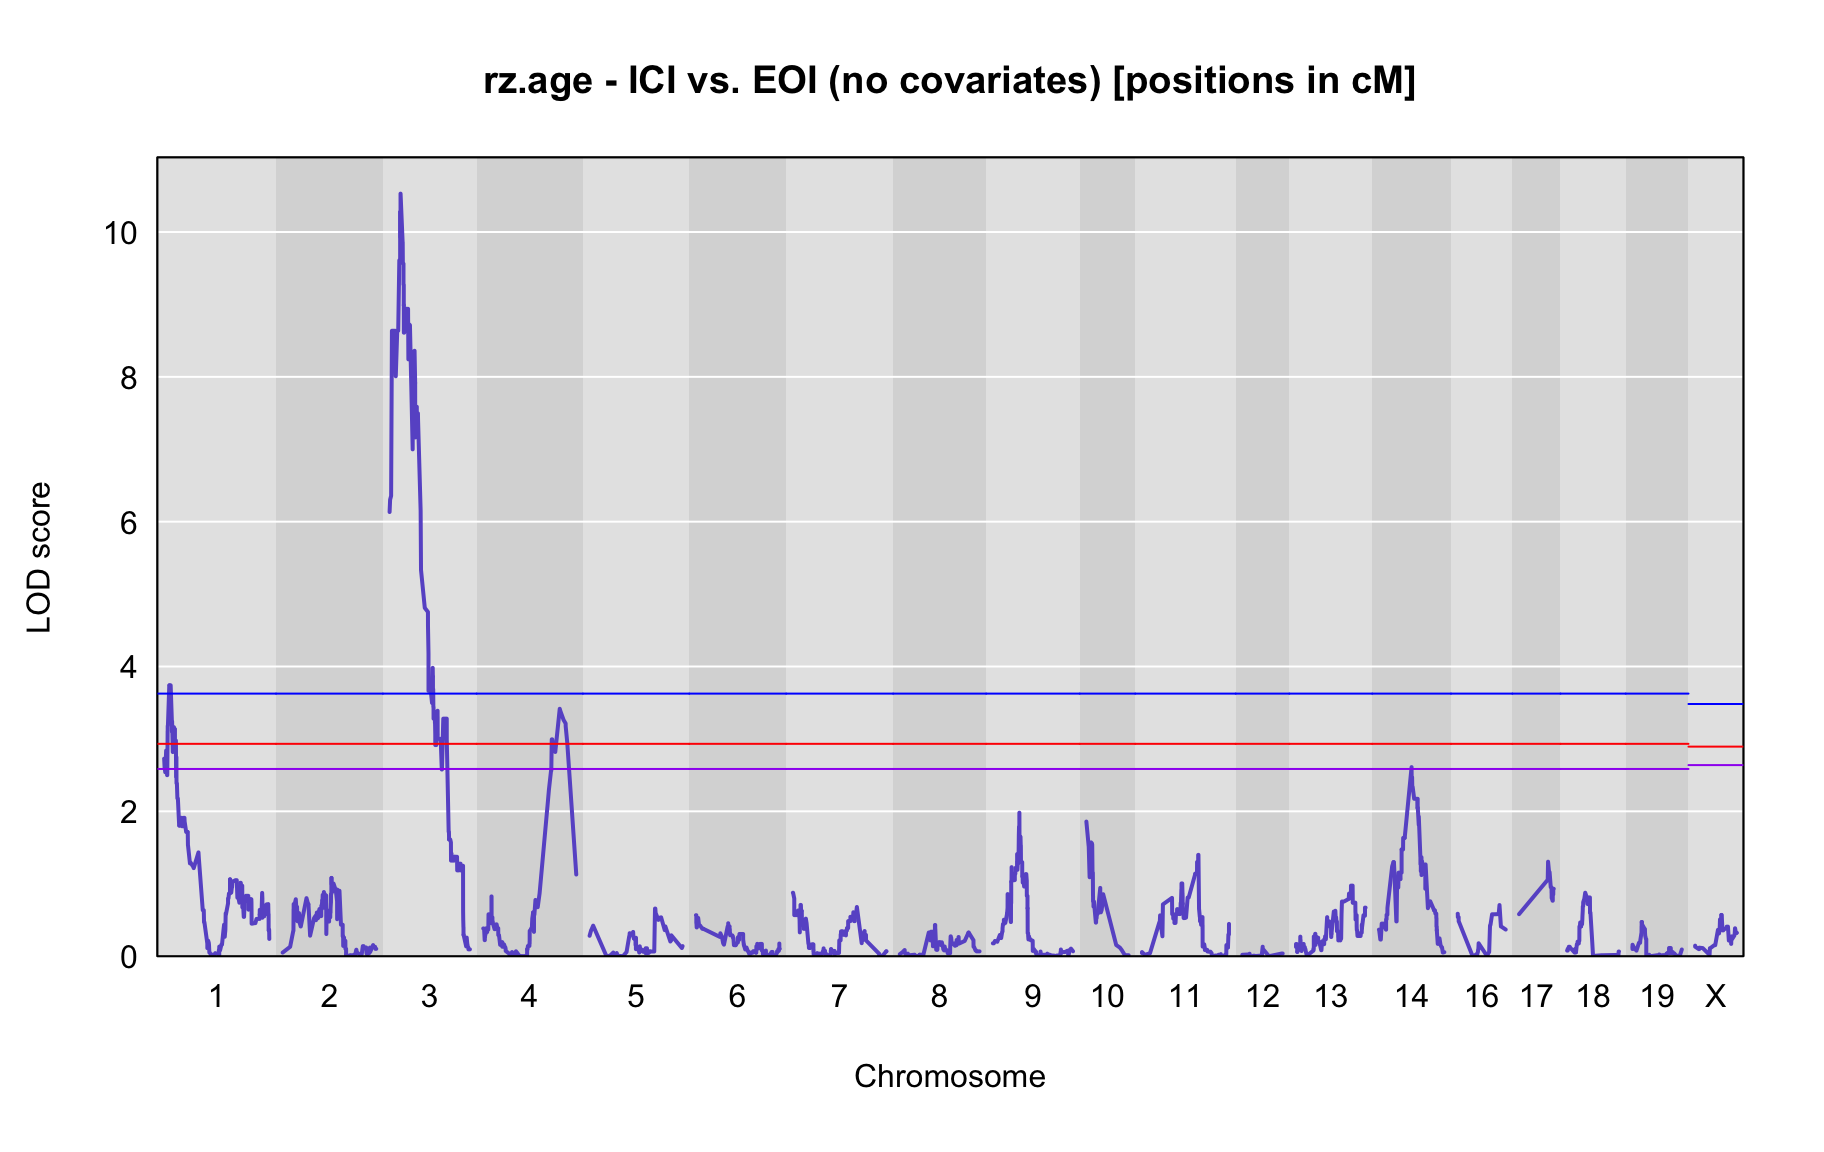 rz.age - ICI vs. EOI (no covariates) [positions in cM]
10
8
6
4
2
0
LOD score
1 2 3 4 5 6 7 8 9 10 11 12 13 14 16 17 18 19 X
Chromosome